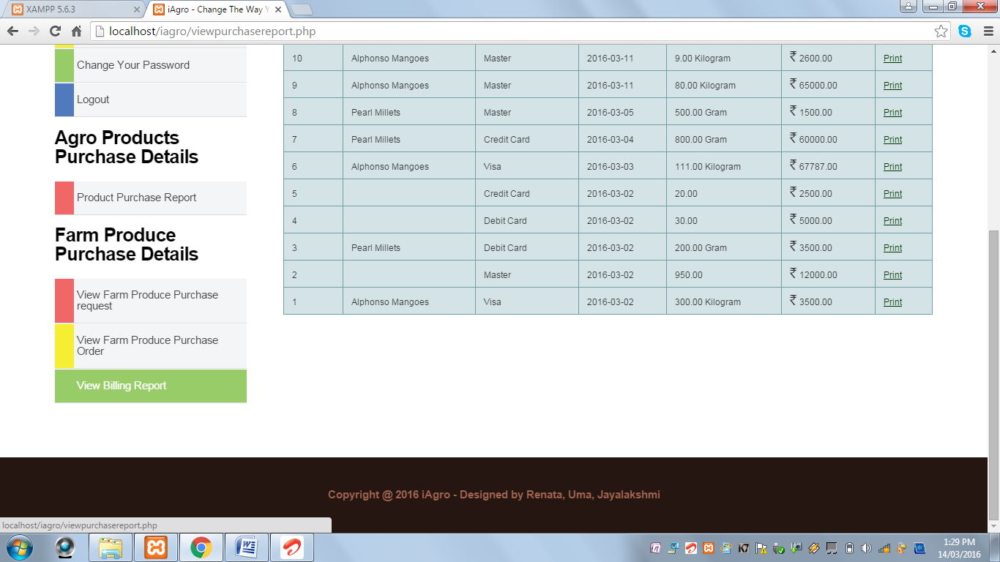 XAMPP 5.6.3
iAgro - Change The Way Y
localhost/iagro/viewpurchasereport.php
Change Your Password
Logout
Agro Products
Purchase Details
Product Purchase Report
Farm Produce
Purchase Details
View Farm Produce Purchase
request
View Farm Produce Purchase
Order
View Billing Report
10 Alphonso Mangoes Master 2016-03-11 9.00 Kilogram ₹ 2600.00 Print
9 Alphonso Mangoes Master 2016-03-11 80.00 Kilogram ₹ 65000.00 Print
8 Pearl Millets Master 2016-03-05 500.00 Gram ₹ 1500.00 Print
7 Pearl Millets Credit Card 2016-03-04 800.00 Gram ₹ 60000.00 Print
6 Alphonso Mangoes Visa 2016-03-03 111.00 Kilogram ₹ 67787.00 Print
5 Credit Card 2016-03-02 20.00 ₹ 2500.00 Print
4 Debit Card 2016-03-02 30.00 ₹ 5000.00 Print
3 Pearl Millets Debit Card 2016-03-02 200.00 Gram ₹ 3500.00 Print
2 Master 2016-03-02 950.00 ₹ 12000.00 Print
1 Alphonso Mangoes Visa 2016-03-02 300.00 Kilogram ₹ 3500.00 Print
Copyright @ 2016 iAgro - Designed by Renata, Uma, Jayalakshmi
localhost/iagro/viewpurchasereport.php
K7
1:29 PM
14/03/2016